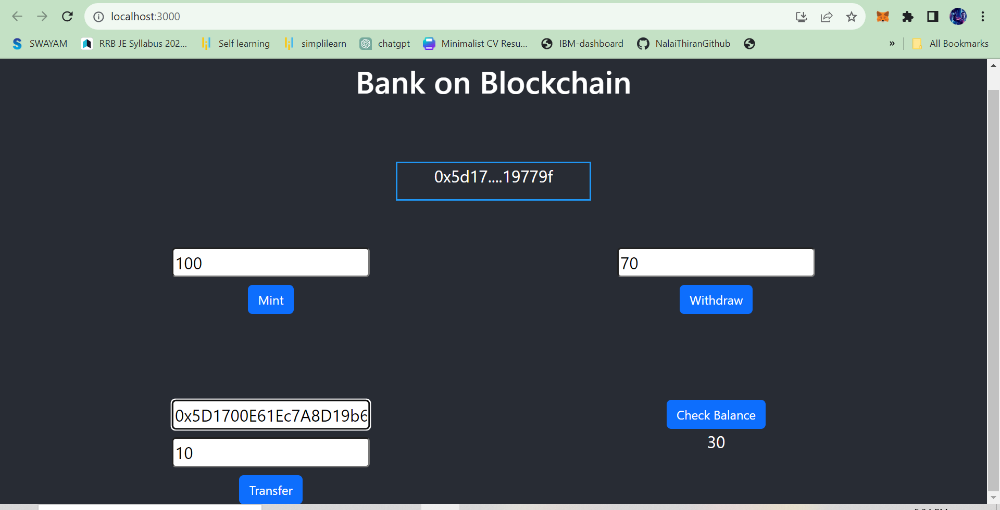 localhost:3000
SWAYAM RRB JE Syllabus 202... Self learning simplilearn chatgpt Minimalist CV Resu... IBM-dashboard NalaiThiranGithub » All Bookmarks
Bank on Blockchain
0x5d17....19779f
100 70
Mint Withdraw
0x5D1700E61Ec7A8D19b6 Check Balance
30
10
Transfer